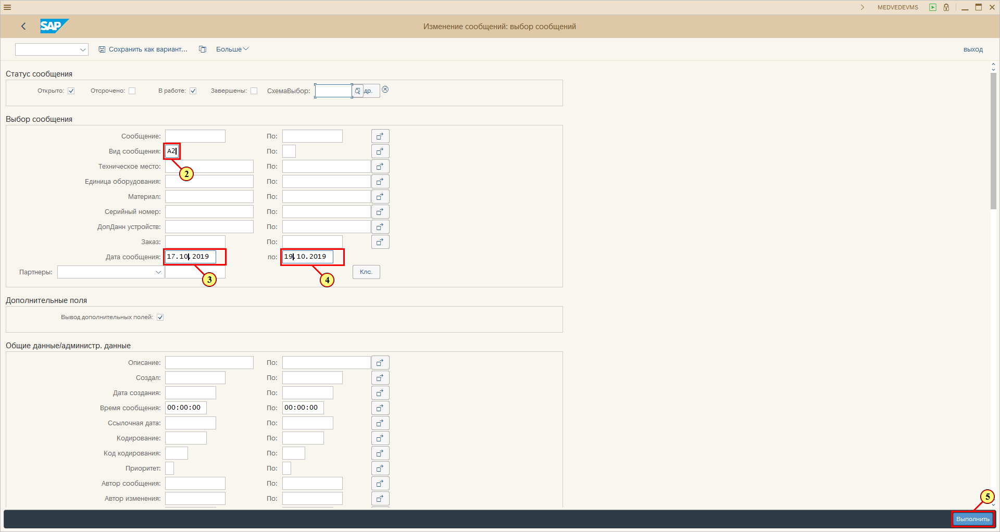 MEDVEDEVMS
SAP
Изменение сообщений: выбор сообщений
Сохранить как вариант...
Больше
выход
Статус сообщения
Открыто:
Отсрочено:
В работе:
Завершены:
СхемаВыбор:
др.
Выбор сообщения
Сообщение: По:
Вид сообщения: A2 По:
2
Техническое место: По:
Единица оборудования: По:
Материал: По:
Серийный номер: По:
ДопДанн устройств: По:
Заказ: По:
Дата сообщения: 17.10.2019 по: 19.10.2019
Партнеры: Клс.
3
4
Дополнительные поля
Вывод дополнительных полей:
Общие данные/администр. данные
Описание: По:
Создал: По:
Дата создания: По:
Время сообщения: 00:00:00 По: 00:00:00
Ссылочная дата: По:
Кодирование: По:
Код кодирования: По:
Приоритет: По:
Автор сообщения: По:
Автор изменения: По:
5
Выполнить